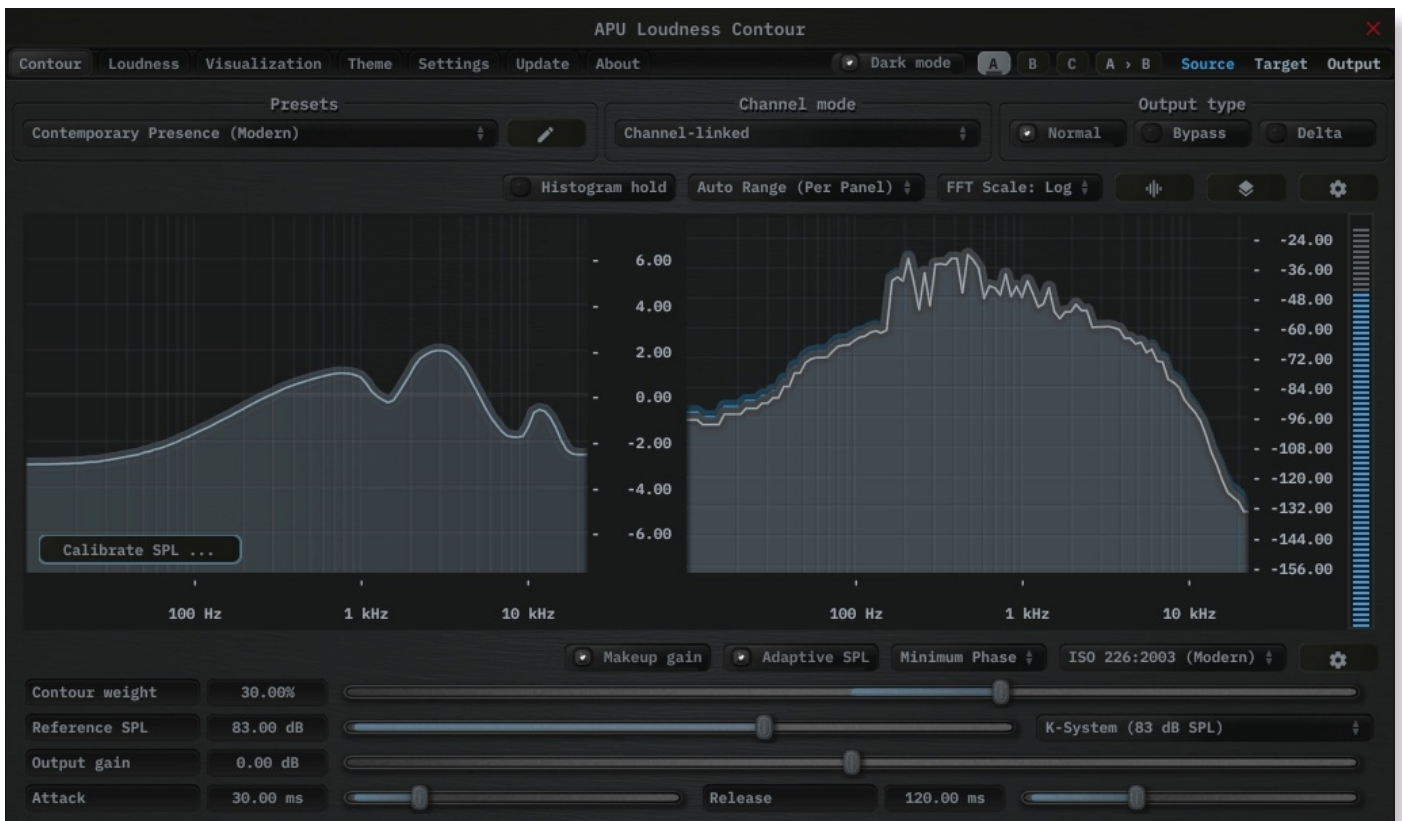 APU Loudness Contour
Contour Loudness Visualization Theme Settings Update About Dark mode A B C A › B Source Target Output
Presets Channel mode Output type
Contemporary Presence (Modern) Channel-linked Normal Bypass Delta
Histogram hold Auto Range (Per Panel) FFT Scale: Log
6.00
4.00
2.00
0.00
-2.00
-4.00
-6.00
Calibrate SPL ...
100 Hz 1 kHz 10 kHz
-24.00
-36.00
-48.00
-60.00
-72.00
-84.00
-96.00
-108.00
-120.00
-132.00
-144.00
-156.00
100 Hz 1 kHz 10 kHz
Makeup gain Adaptive SPL Minimum Phase ISO 226:2003 (Modern)
Contour weight 30.00%
Reference SPL 83.00 dB K-System (83 dB SPL)
Output gain 0.00 dB
Attack 30.00 ms Release 120.00 ms